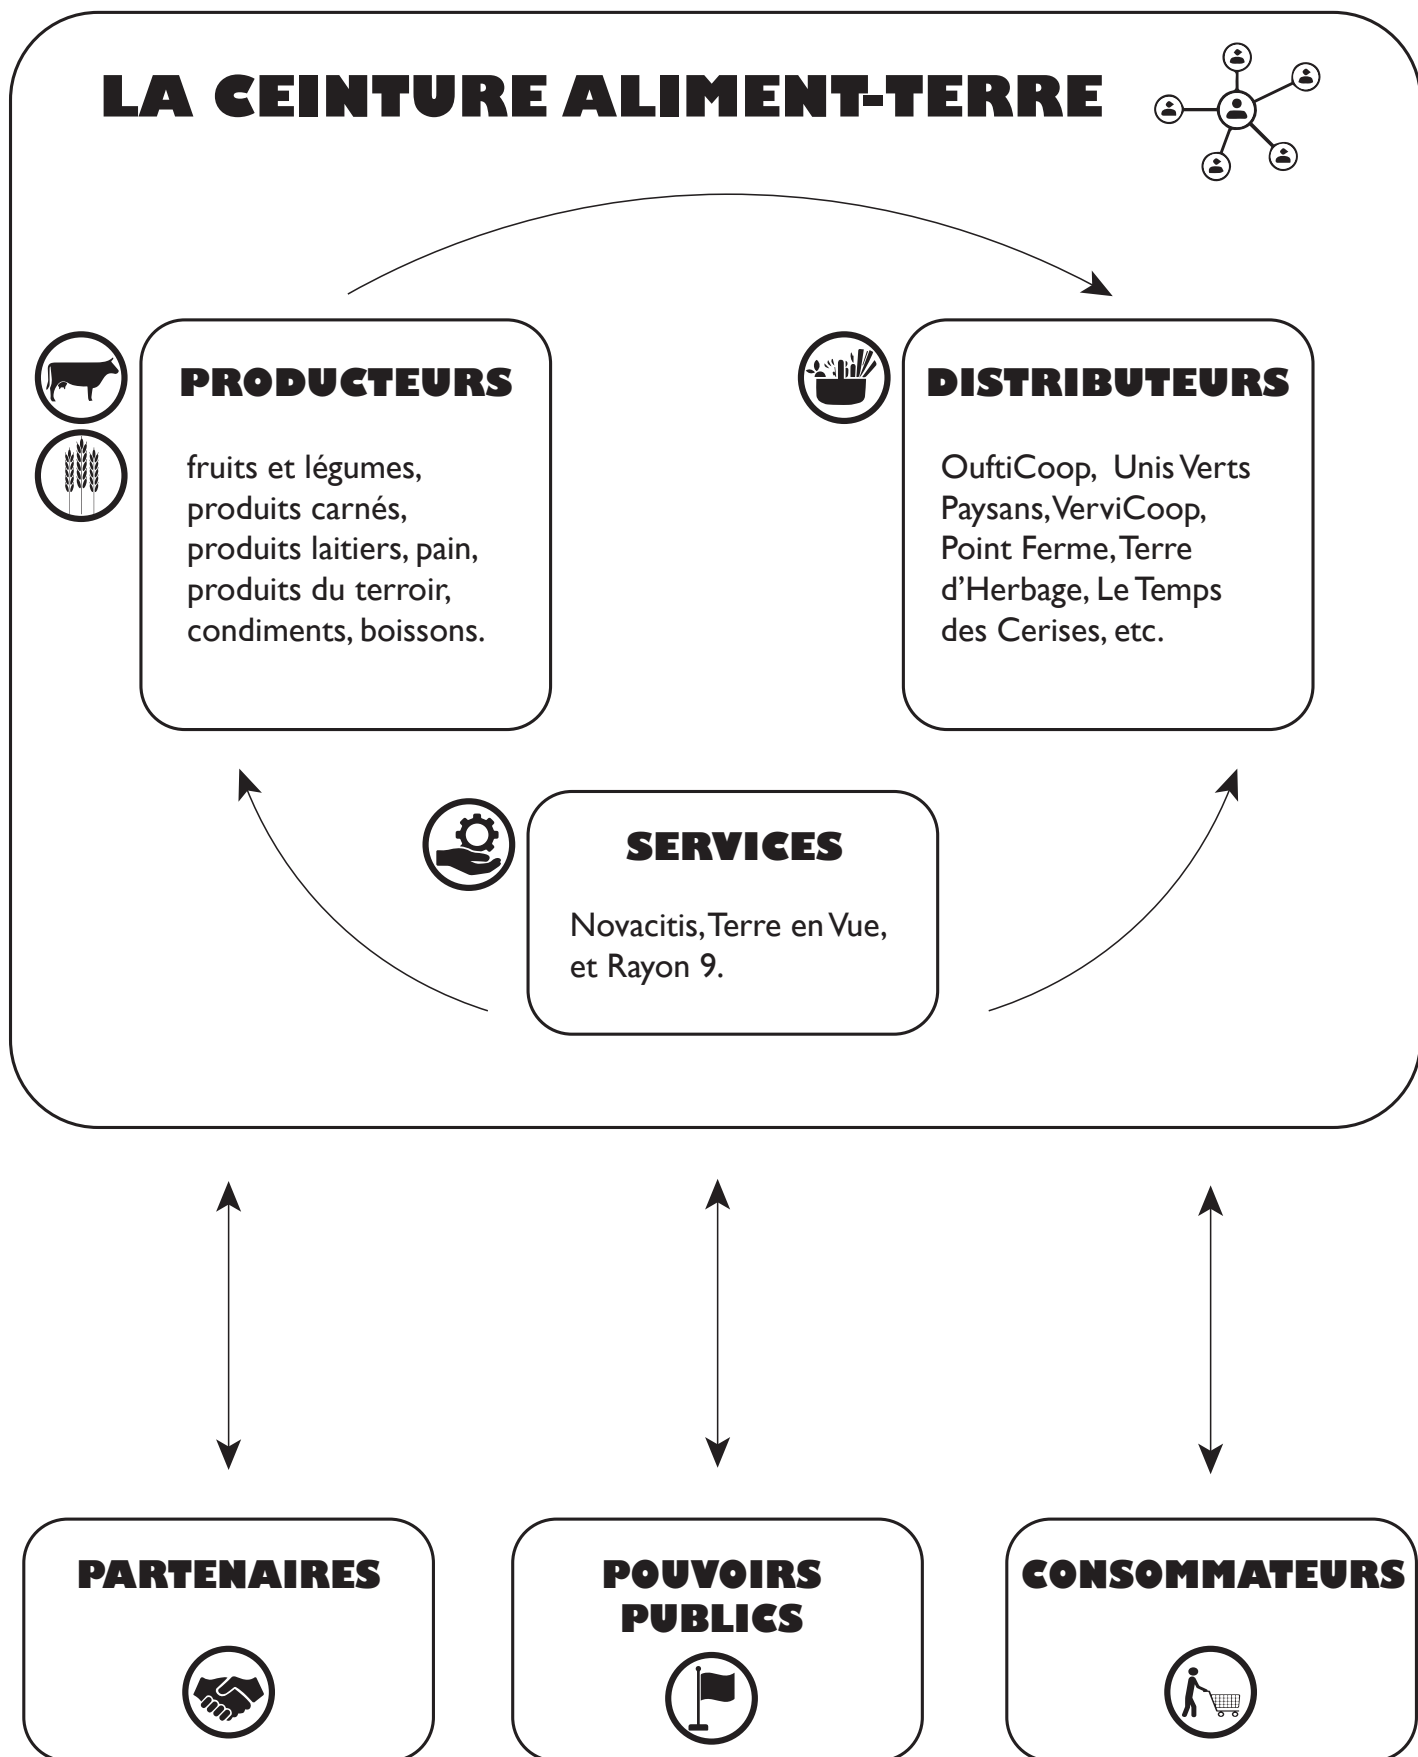 LA CEINTURE ALIMENT-TERRE
PRODUCTEURS
fruits et légumes,
produits carnés,
produits laitiers, pain,
produits du terroir,
condiments, boissons.
DISTRIBUTEURS
OuftiCoop, Unis Verts
Paysans, VerviCoop,
Point Ferme, Terre
d’Herbage, Le Temps
des Cerises, etc.
SERVICES
Novacitis, Terre en Vue,
et Rayon 9.
PARTENAIRES
POUVOIRS
PUBLICS
CONSOMMATEURS